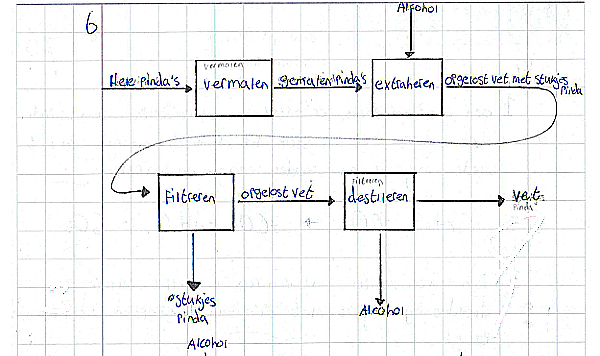 6
Alcohol
Hele pinda's
vermalen
vermalen
gemalen pinda's
extraheren
opgelost vet met stukjes
pinda
Filtreren
opgelost vet
Filtreren
destileren
vet
Pinda
stukjes
pinda
Alcohol
Alcohol